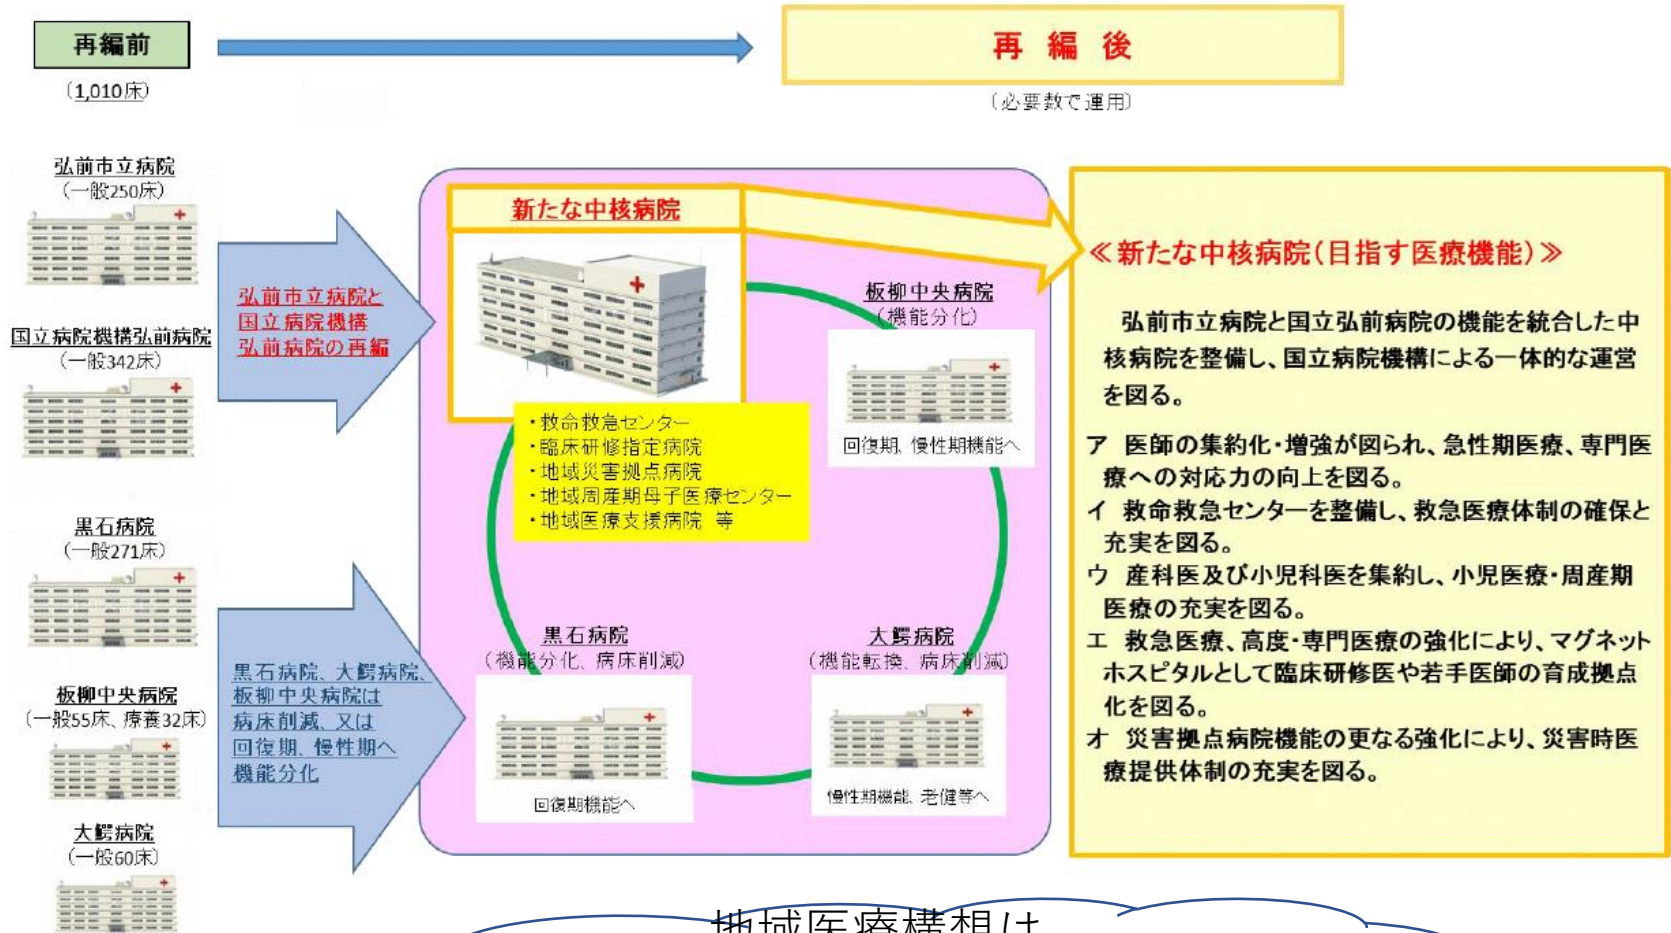 再編前
(1,010床)
再 編 後
(必要数で運用)
弘前市立病院
(一般250床)
国立病院機構弘前病院
(一般342床)
黒石病院
(一般271床)
板柳中央病院
(一般55床、療養32床)
大鰐病院
(一般60床)
弘前市立病院と
国立病院機構
弘前病院の再編
黒石病院、大鰐病院、
板柳中央病院は
病床削減、又は
回復期、慢性期へ
機能分化
新たな中核病院
・救命救急センター
・臨床研修指定病院
・地域災害拠点病院
・地域周産期母子医療センター
・地域医療支援病院 等
板柳中央病院
(機能分化)
回復期、慢性期機能へ
黒石病院
(機能分化、病床削減)
回復期機能へ
大鰐病院
(機能転換、病床削減)
慢性期機能、老健等へ
≪新たな中核病院(目指す医療機能)≫
弘前市立病院と国立弘前病院の機能を統合した中
核病院を整備し、国立病院機構による一体的な運営
を図る。
ア 医師の集約化・増強が図られ、急性期医療、専門医
療への対応力の向上を図る。
イ 救命救急センターを整備し、救急医療体制の確保と
充実を図る。
ウ 産科医及び小児科医を集約し、小児医療・周産期
医療の充実を図る。
エ 救急医療、高度・専門医療の強化により、マグネット
ホスピタルとして臨床研修医や若手医師の育成拠点
化を図る。
オ 災害拠点病院機能の更なる強化により、災害時医
療提供体制の充実を図る。
地域医療構想は